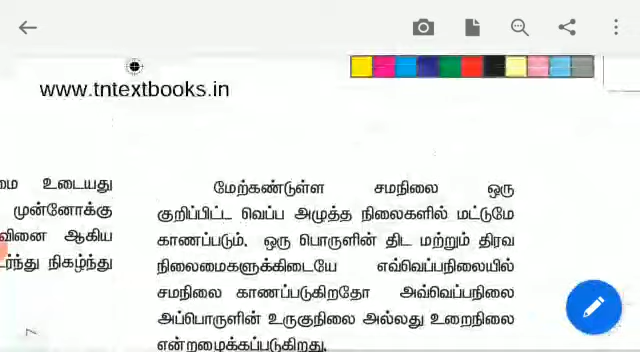 www.tntextbooks.in
உடையது
முன்னோக்கு
ஆகிய
நிகழ்ந்து
மேற்கண்டுள்ள சமநிலை ஒரு
குறிப்பிட்ட வெப்ப அழுத்த நிலைகளில் மட்டுமே
காணப்படும். ஒரு பொருளின் திட மற்றும் திரவ
நிலைமைகளுக்கிடையே எவ்வெப்பநிலையில்
சமநிலை காணப்படுகிறதோ அவ்வெப்பநிலை
அப்பொருளின் உருகுநிலை அல்லது உறைநிலை
என்றழைக்கப்படுகிறது.